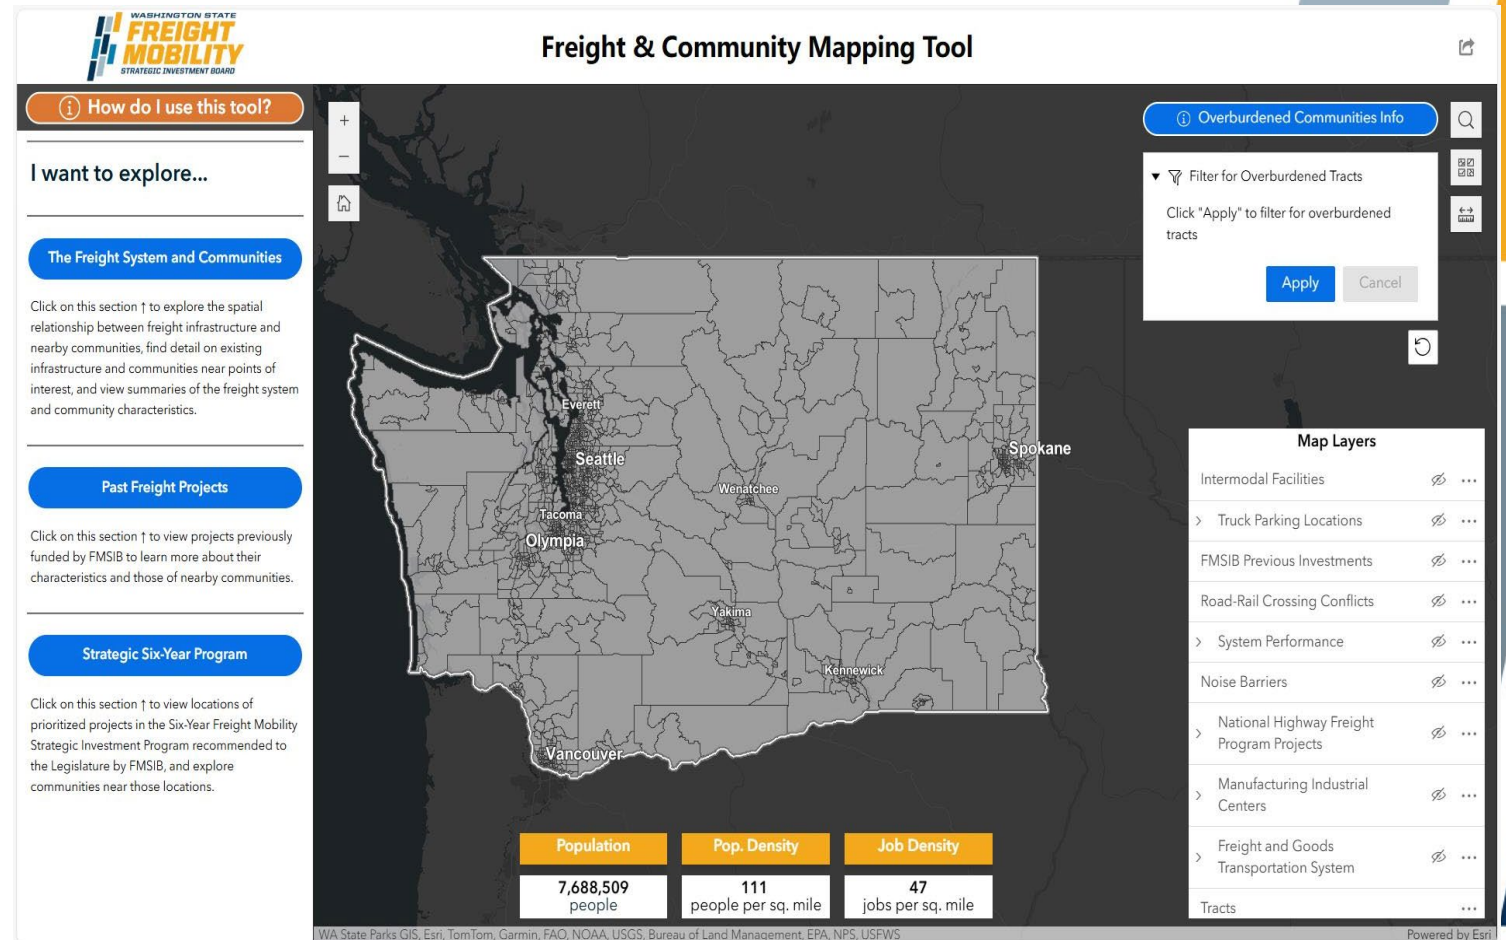 WASHINGTON STATE
FREIGHT
MOBILITY
STRATEGIC INVESTMENT BOARD
Freight & Community Mapping Tool
How do I use this tool?
I want to explore...
The Freight System and Communities
Click on this section ↑ to explore the spatial
relationship between freight infrastructure and
nearby communities, find detail on existing
infrastructure and communities near points of
interest, and view summaries of the freight system
and community characteristics.
Past Freight Projects
Click on this section ↑ to view projects previously
funded by FMSIB to learn more about their
characteristics and those of nearby communities.
Strategic Six-Year Program
Click on this section ↑ to view locations of
prioritized projects in the Six-Year Freight Mobility
Strategic Investment Program recommended to
the Legislature by FMSIB, and explore
communities near those locations.
Everett
Seattle
Tacoma
Olympia
Wenatchee
Spokane
Yakima
Kennewick
Vancouver
Population
7,688,509
people
Pop. Density
111
people per sq. mile
Job Density
47
jobs per sq. mile
Overburdened Communities Info
Filter for Overburdened Tracts
Click "Apply" to filter for overburdened
tracts
Apply
Cancel
Map Layers
Intermodal Facilities
Truck Parking Locations
FMSIB Previous Investments
Road-Rail Crossing Conflicts
System Performance
Noise Barriers
National Highway Freight
Program Projects
Manufacturing Industrial
Centers
Freight and Goods
Transportation System
Tracts
WA State Parks GIS, Esri, TomTom, Garmin, FAO, NOAA, USGS, Bureau of Land Management, EPA, NPS, USFWS
Powered by Esri